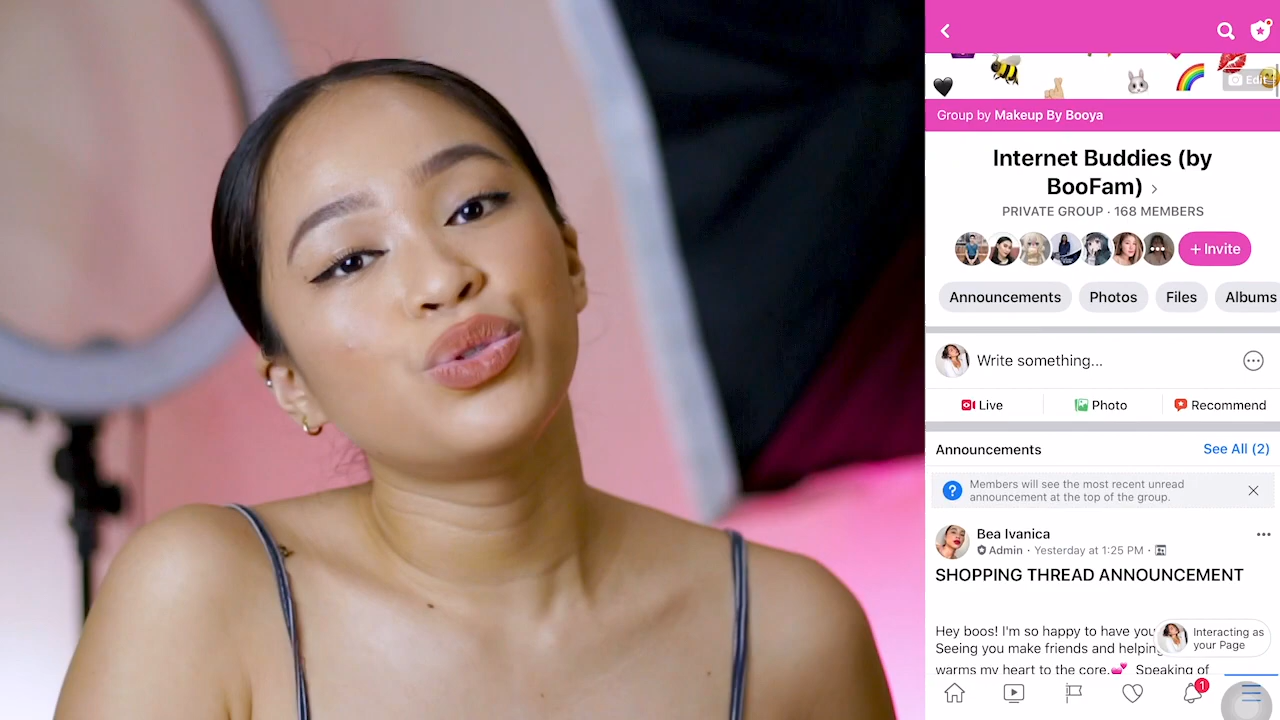 Edit
Group by Makeup By Booya
Internet Buddies (by
BooFam)
PRIVATE GROUP · 168 MEMBERS
+ Invite
Announcements
Photos
Files
Albums
Write something...
Live
Photo
Recommend
Announcements
See All (2)
Members will see the most recent unread
announcement at the top of the group.
Bea Ivanica
Admin · Yesterday at 1:25 PM ·
SHOPPING THREAD ANNOUNCEMENT
Hey boos! I'm so happy to have you
Seeing you make friends and helping
warms my heart to the core.💕 Speaking of
Interacting as
your Page
1